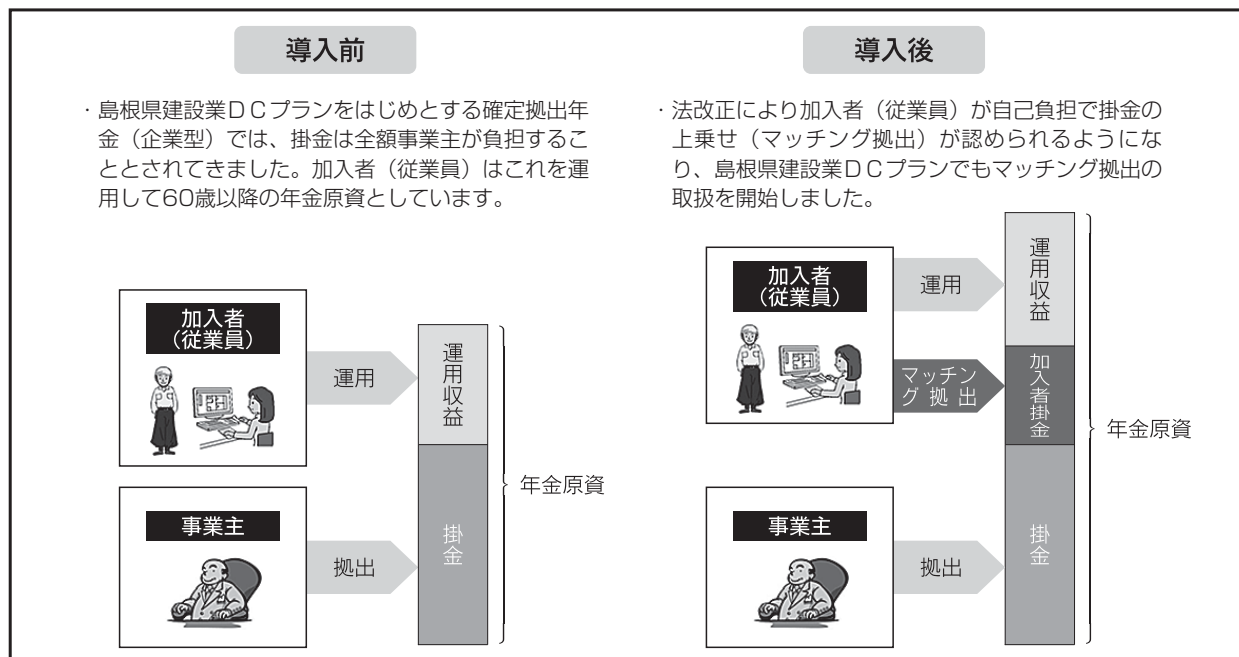 導入前
・島根県建設業DCプランをはじめとする確定拠出年
金（企業型）では、掛金は全額事業主が負担するこ
ととされてきました。加入者（従業員）はこれを運
用して60歳以降の年金原資としています。
加入者
（従業員）
運用
運用収益
年金原資
事業主
拠出
掛金
導入後
・法改正により加入者（従業員）が自己負担で掛金の
上乗せ（マッチング拠出）が認められるようにな
り、島根県建設業DCプランでもマッチング拠出の
取扱を開始しました。
加入者
（従業員）
運用
運用収益
マッチン
グ拠出
加入者掛金
年金原資
事業主
拠出
掛金